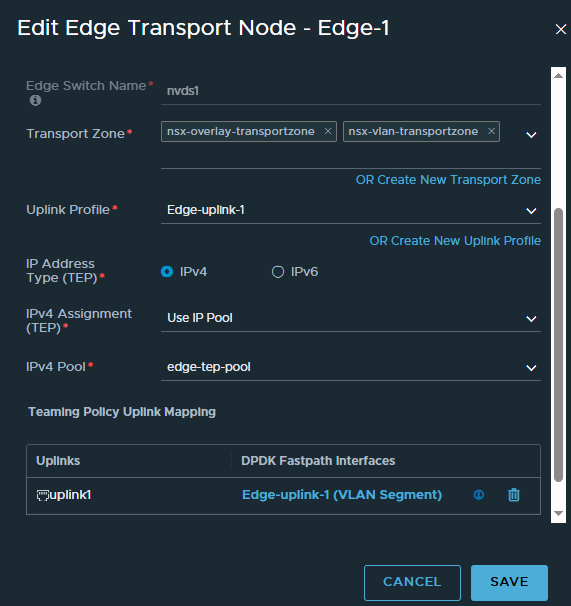 Edit Edge Transport Node - Edge-1
Edge Switch Name*
nvds1
Transport Zone*
nsx-overlay-transportzone
nsx-vlan-transportzone
OR Create New Transport Zone
Uplink Profile*
Edge-uplink-1
OR Create New Uplink Profile
IP Address
Type (TEP)*
IPv4
IPv6
IPv4 Assignment
(TEP)*
Use IP Pool
IPv4 Pool*
edge-tep-pool
Teaming Policy Uplink Mapping
Uplinks
DPDK Fastpath Interfaces
uplink1
Edge-uplink-1 (VLAN Segment)
CANCEL
SAVE